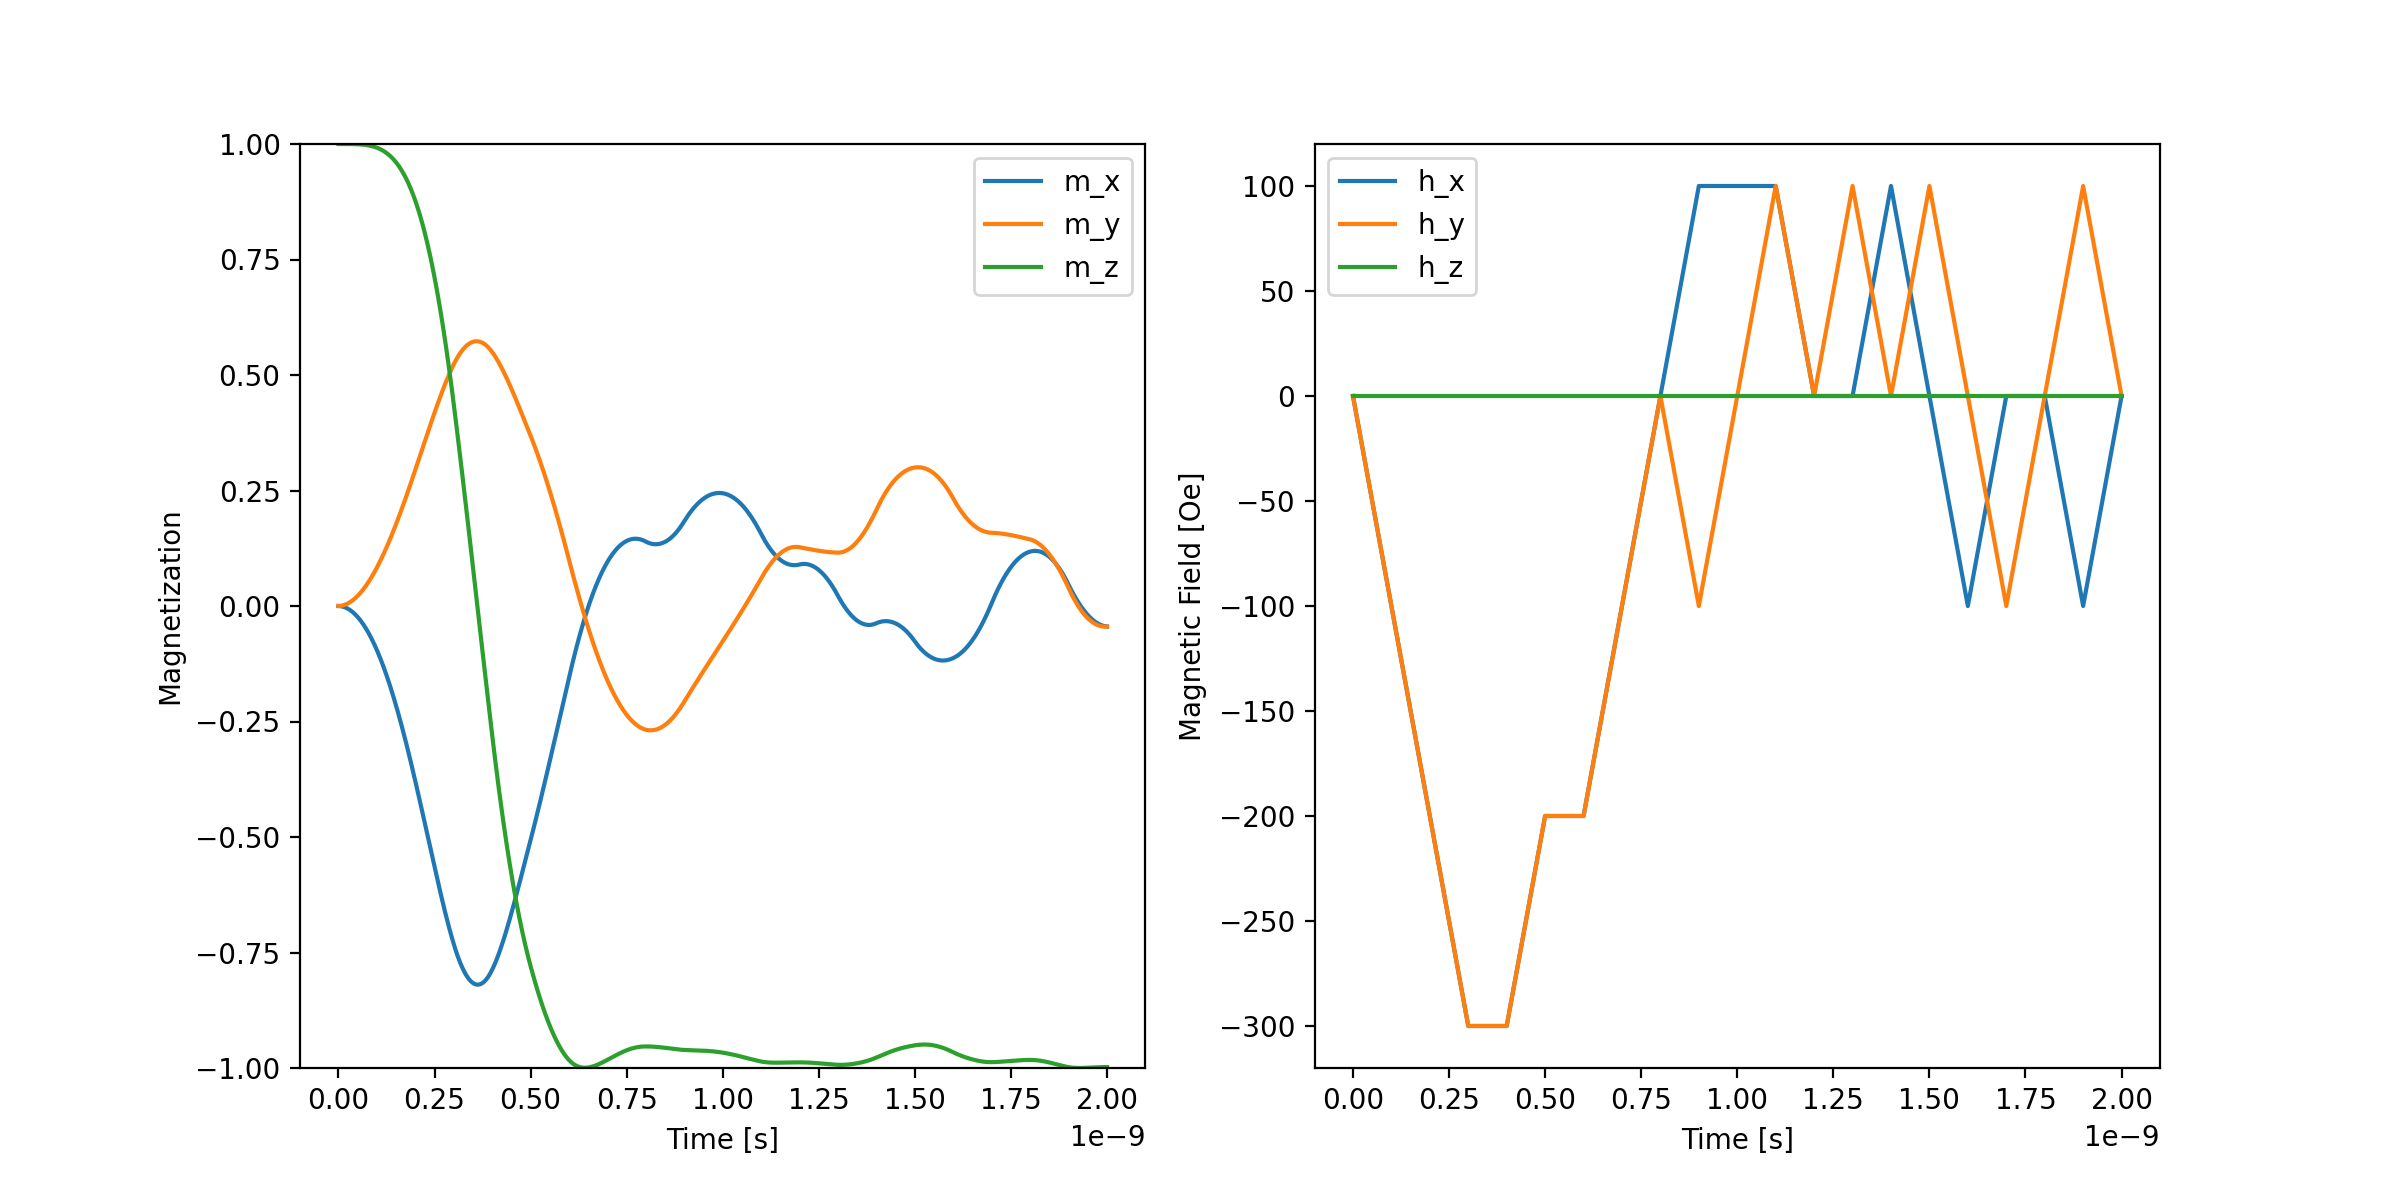 1.00
0.75
0.50
0.25
0.00
−0.25
−0.50
−0.75
−1.00
Magnetization
m_x
m_y
m_z
0.00 0.25 0.50 0.75 1.00 1.25 1.50 1.75 2.00
Time [s]
1e−9
100
50
0
−50
−100
−150
−200
−250
−300
Magnetic Field [Oe]
h_x
h_y
h_z
0.00 0.25 0.50 0.75 1.00 1.25 1.50 1.75 2.00
Time [s]
1e−9